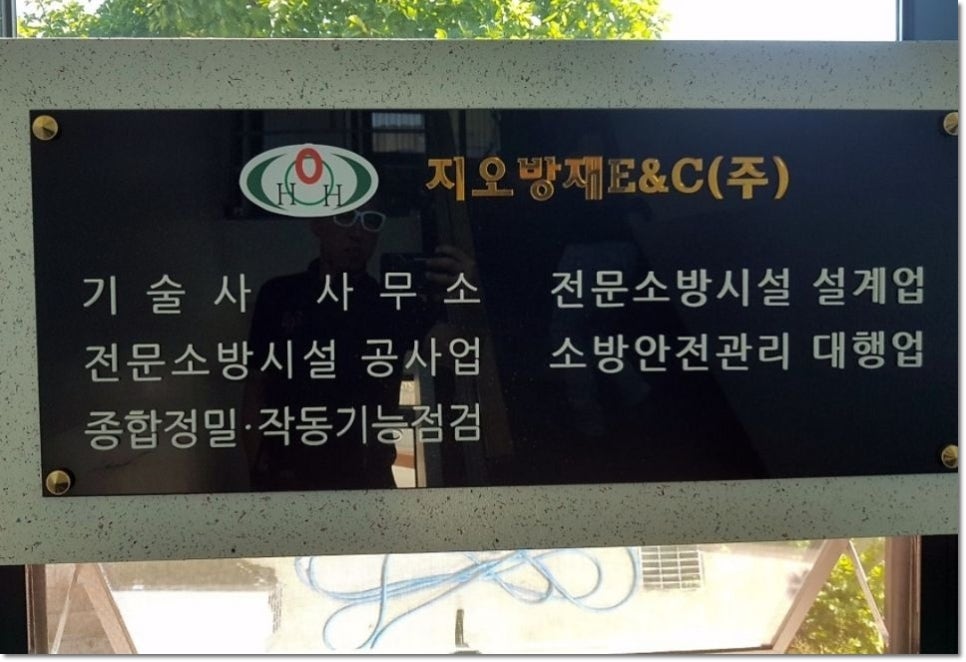 HOH 지오방재E&C(주)
기술사 사무소 전문소방시설 설계업
전문소방시설 공사업 소방안전관리 대행업
종합정밀·작동기능점검